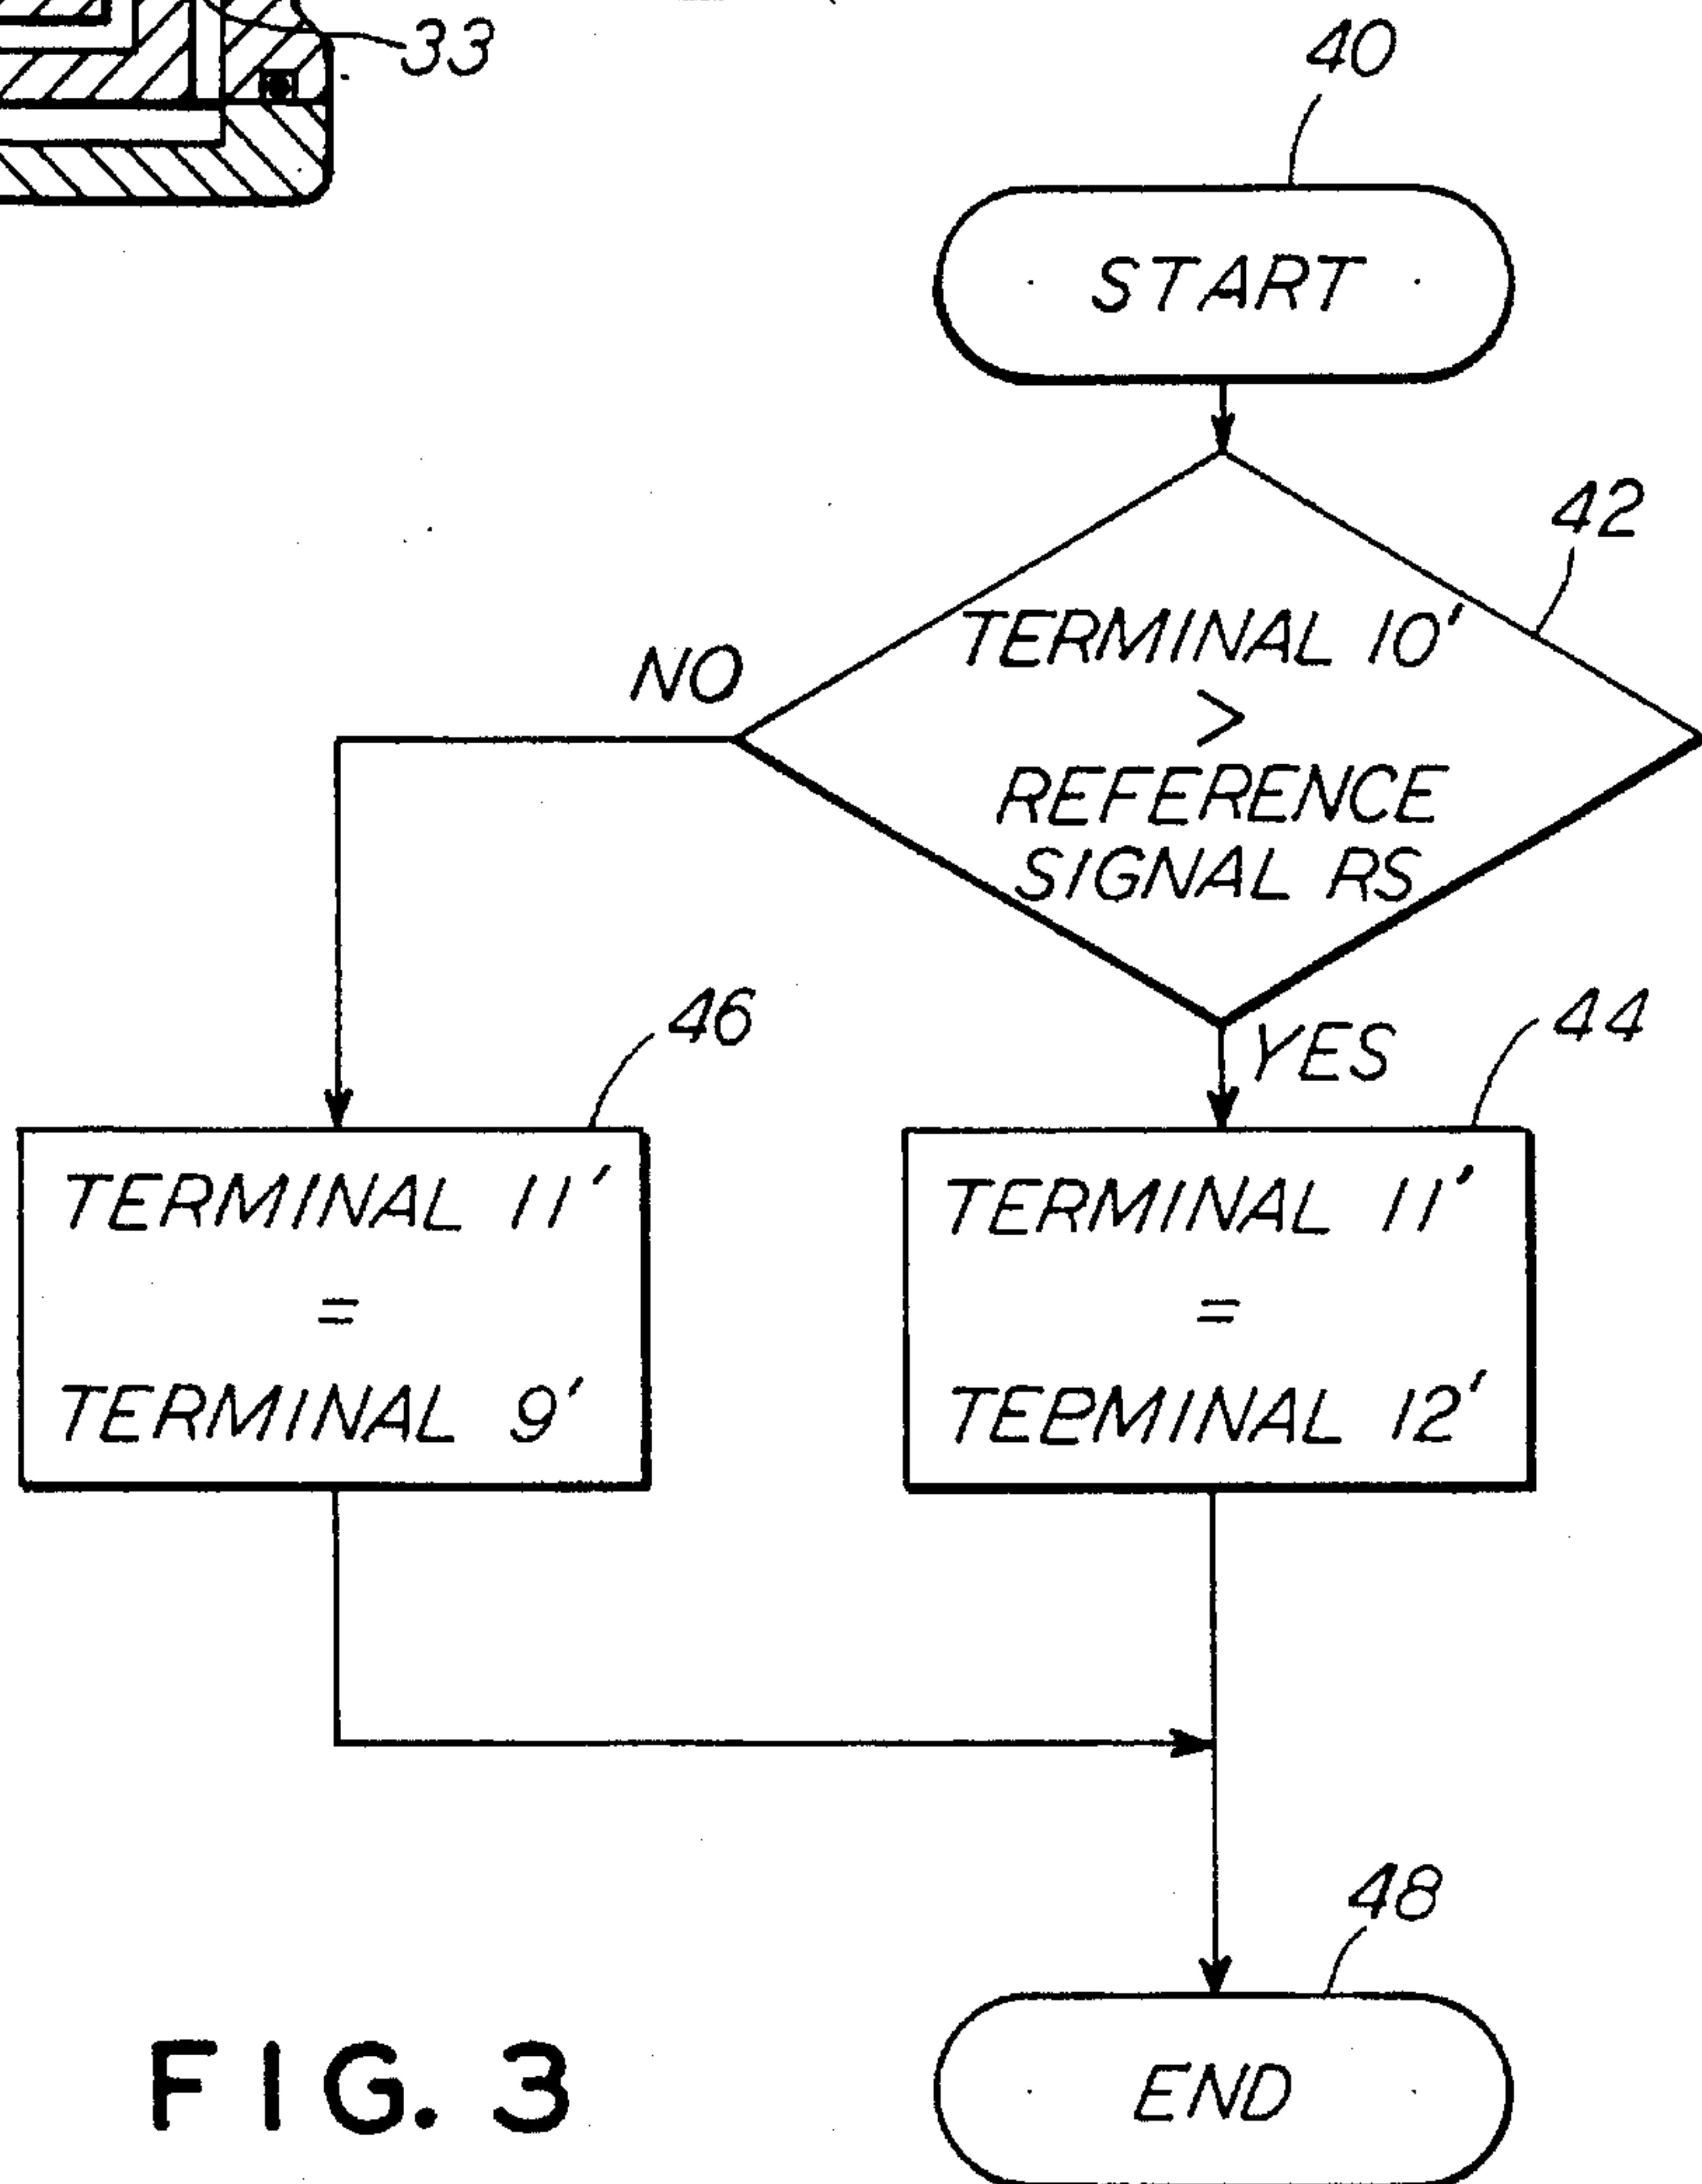 33
40
START
42
TERMINAL 10'
>
REFERENCE
SIGNAL RS
NO
YES
46
44
TERMINAL 11'
=
TERMINAL 9'
TERMINAL 11'
=
TERMINAL 12'
48
END
FIG. 3